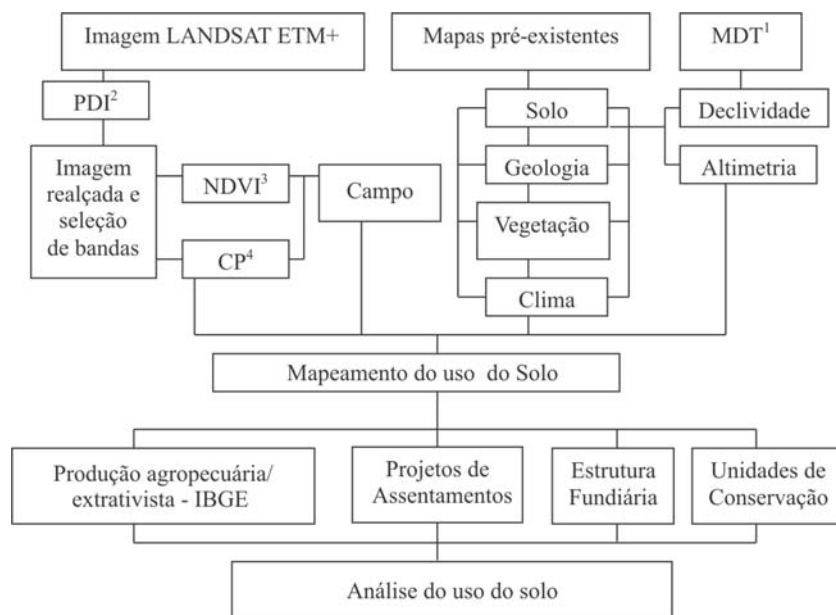 Imagem LANDSAT ETM+
Mapas pré-existentes
MDT¹
PDI²
Solo
Declividade
Imagem
realçada e
seleção
de bandas
NDVI³
Campo
Geologia
Altimetria
CP⁴
Vegetação
Clima
Mapeamento do uso do Solo
Produção agropecuária/
extrativista - IBGE
Projetos de
Assentamentos
Estrutura
Fundiária
Unidades de
Conservação
Análise do uso do solo